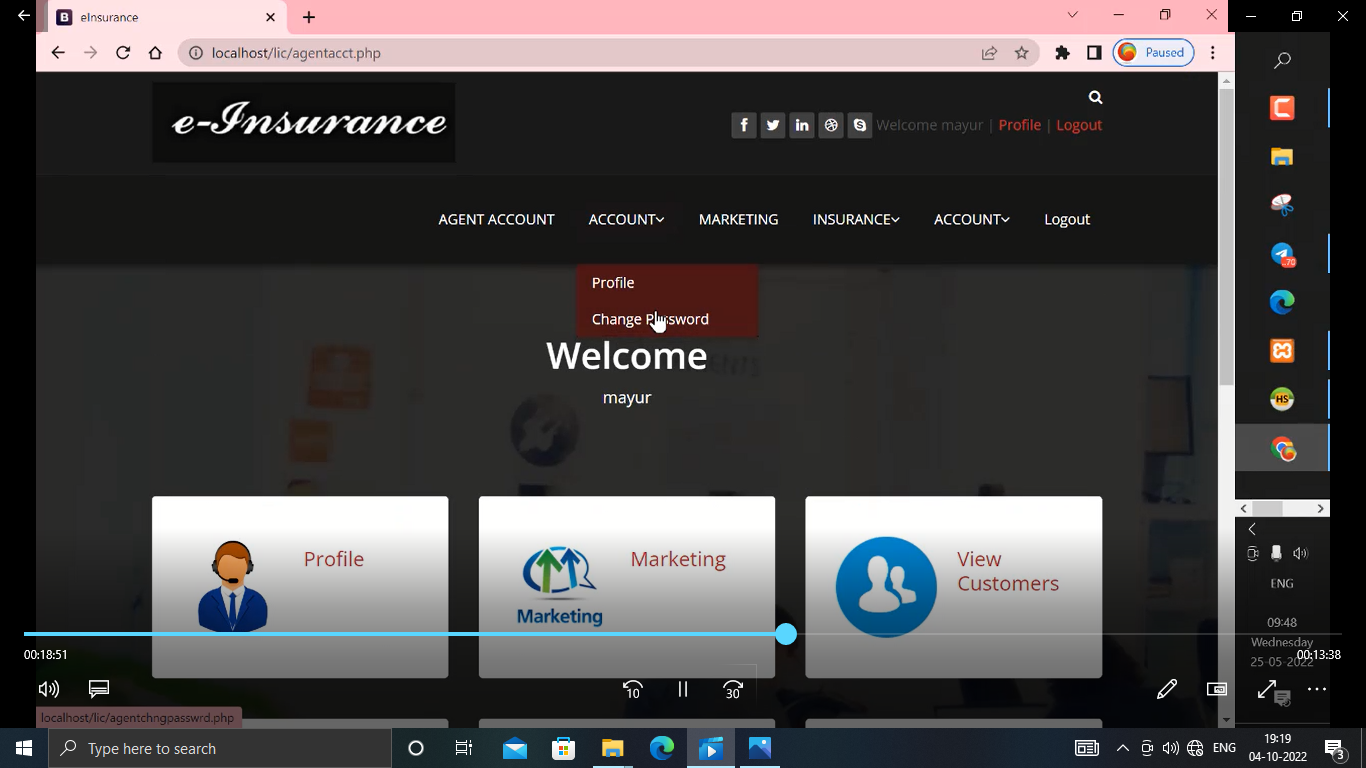 eInsurance
localhost/lic/agentacct.php
Paused
e-Insurance
Welcome mayur | Profile | Logout
AGENT ACCOUNT ACCOUNT MARKETING INSURANCE ACCOUNT Logout
Profile
Change Password
Welcome
mayur
Profile
Marketing
Marketing
View
Customers
HS
70
ENG
09:48
Wednesday
25-05-2022
00:18:51
00:13:38
10
30
localhost/lic/agentchngpasswrd.php
Type here to search
ENG
19:19
04-10-2022
3